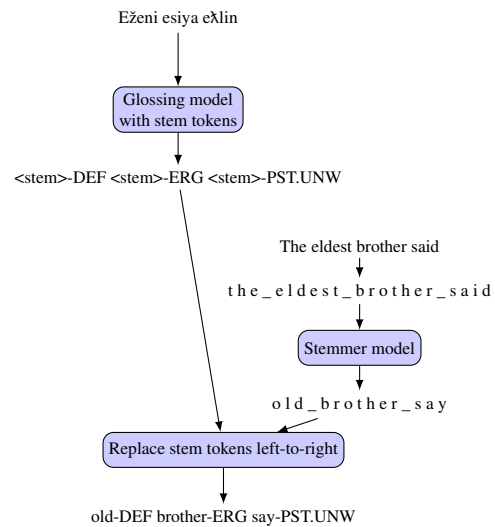 Eženi esiya eƛin
Glossing model
with stem tokens
<stem>-DEF <stem>-ERG <stem>-PST.UNW
The eldest brother said
t h e _ e l d e s t _ b r o t h e r _ s a i d
Stemmer model
o l d _ b r o t h e r _ s a y
Replace stem tokens left-to-right
old-DEF brother-ERG say-PST.UNW